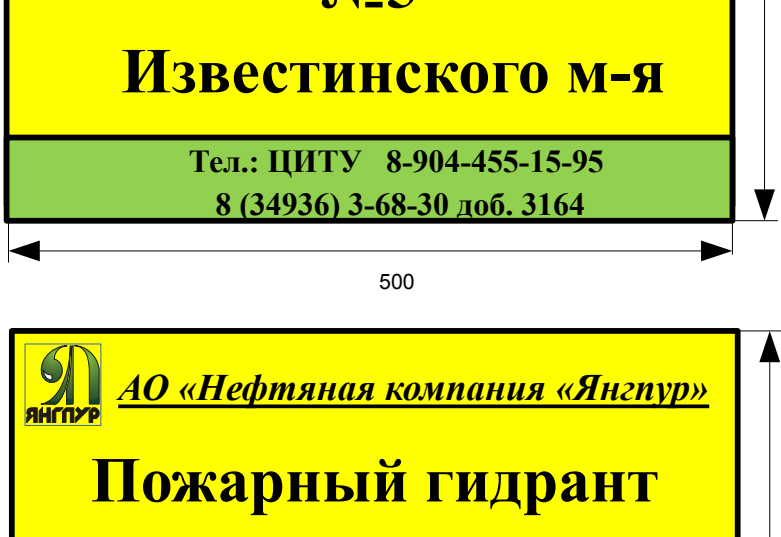 №3
Известинского м-я
Тел.: ЦИТУ 8-904-455-15-95
8 (34936) 3-68-30 доб. 3164
500
ЯНГПУР
АО «Нефтяная компания «Янгпур»
Пожарный гидрант